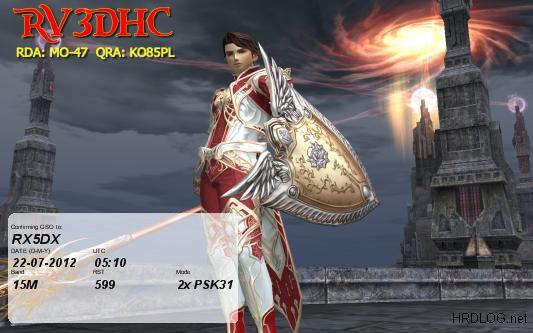 RV3DHC
RDA: MO-47 QRA: KO85PL
Confirming QSO to:
RX5DX
DATE (D-M-Y) UTC
22-07-2012 05:10
Band RST Mode
15M 599 2x PSK31
HRDLOG.net